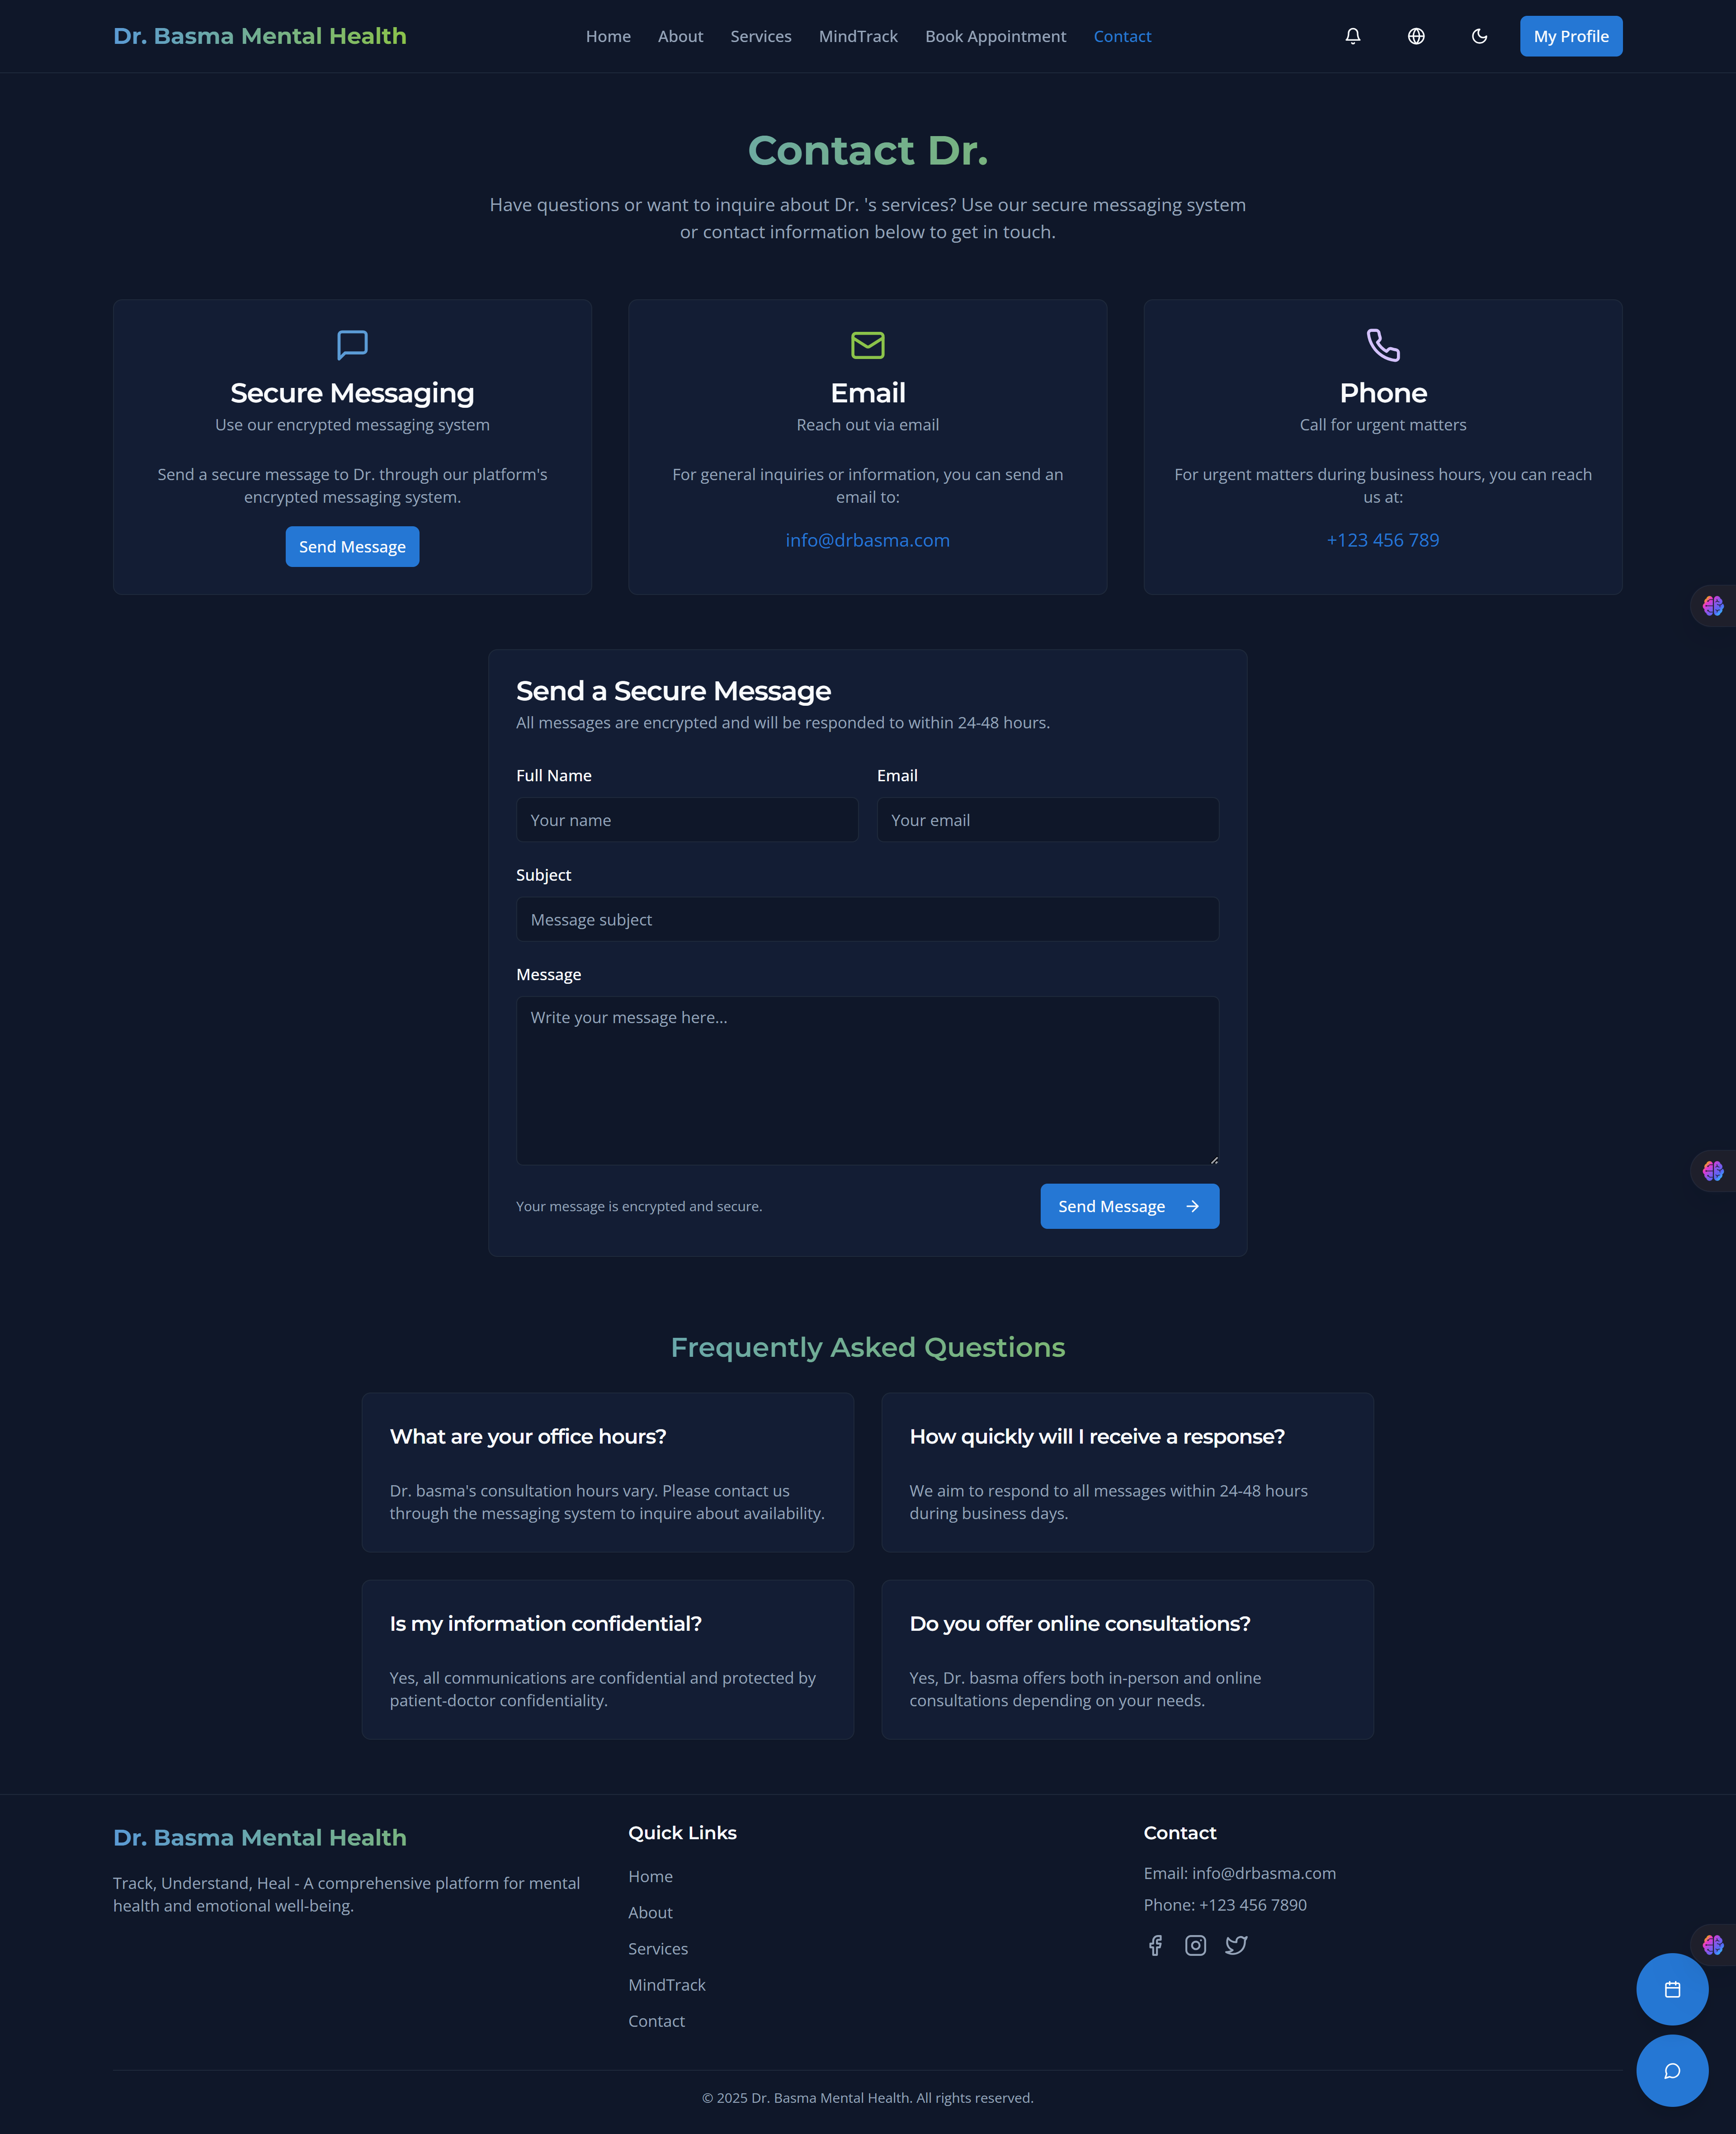 Dr. Basma Mental Health
Home
About
Services
MindTrack
Book Appointment
Contact
My Profile
Contact Dr.
Have questions or want to inquire about Dr. 's services? Use our secure messaging system
or contact information below to get in touch.
Secure Messaging
Use our encrypted messaging system
Send a secure message to Dr. through our platform's
encrypted messaging system.
Send Message
Email
Reach out via email
For general inquiries or information, you can send an
email to:
info@drbasma.com
Phone
Call for urgent matters
For urgent matters during business hours, you can reach
us at:
+123 456 789
Send a Secure Message
All messages are encrypted and will be responded to within 24-48 hours.
Full Name
Your name
Email
Your email
Subject
Message subject
Message
Write your message here...
Your message is encrypted and secure.
Send Message
Frequently Asked Questions
What are your office hours?
Dr. basma's consultation hours vary. Please contact us
through the messaging system to inquire about availability.
How quickly will I receive a response?
We aim to respond to all messages within 24-48 hours
during business days.
Is my information confidential?
Yes, all communications are confidential and protected by
patient-doctor confidentiality.
Do you offer online consultations?
Yes, Dr. basma offers both in-person and online
consultations depending on your needs.
Dr. Basma Mental Health
Track, Understand, Heal - A comprehensive platform for mental
health and emotional well-being.
Quick Links
Home
About
Services
MindTrack
Contact
Contact
Email: info@drbasma.com
Phone: +123 456 7890
© 2025 Dr. Basma Mental Health. All rights reserved.